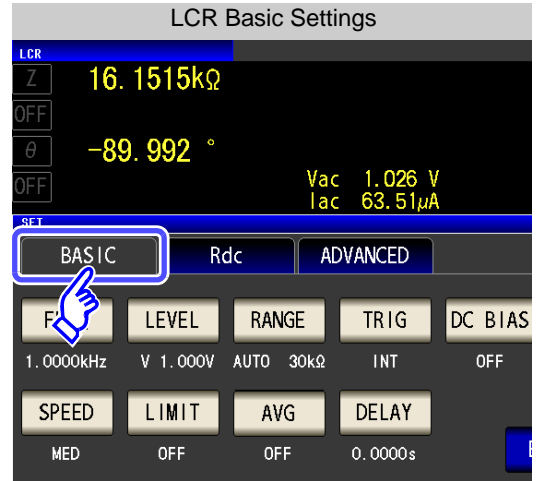 LCR Basic Settings
LCR
Z 16.1515kΩ
OFF
θ -89.992 °
OFF
Vac 1.026 V
Iac 63.51μA
SET
BASIC Rdc ADVANCED
LEVEL RANGE TRIG DC BIAS
1.0000kHz V 1.000V AUTO 30kΩ INT OFF
SPEED LIMIT AVG DELAY
MED OFF OFF 0.0000s